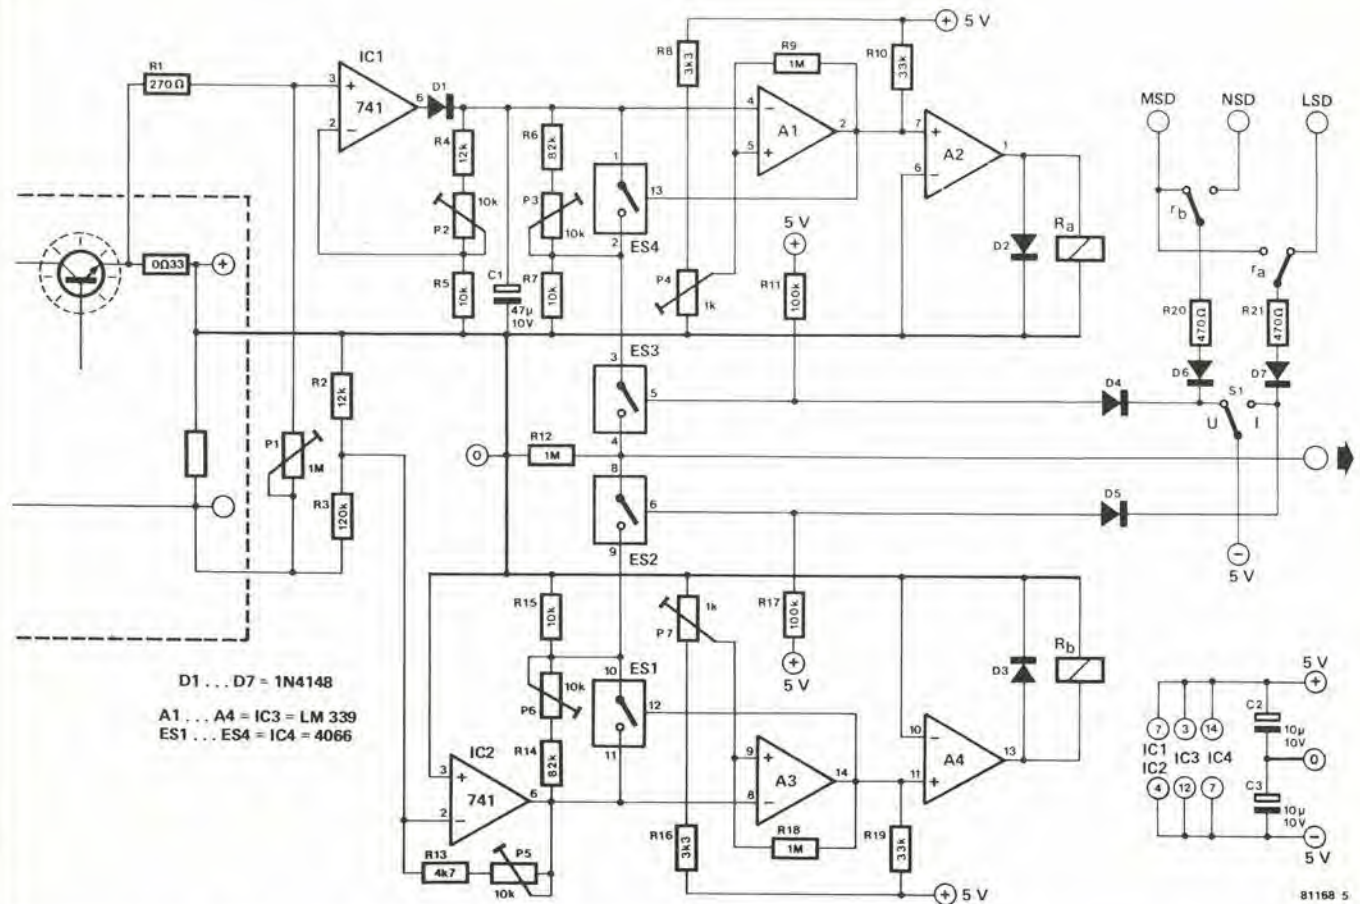 5 V
R1
270 Ω
IC1
3
+
741
2
−
6
D1
R4
12k
P2
10k
R5
10k
C1
47µ
10V
R6
82k
P3
10k
R7
10k
1
13
2
ES4
R8
3k3
P4
1k
R9
1M
4
−
A1
5
+
2
R10
33k
7
+
A2
6
−
1
D2
Ra
MSD
NSD
LSD
rb
ra
R20
470Ω
R21
470Ω
D6
D7
S1
U
I
−
5 V
0Ω33
+
R2
12k
P1
1M
R3
120k
5 V
+
R11
100k
3
ES3
5
4
D4
0
R12
1M
8
6
9
ES2
D5
R15
10k
P6
10k
R14
82k
10
ES1
12
11
1k
P7
R17
100k
+
5 V
D3
Rb
IC2
3
+
741
2
−
6
R13
4k7
P5
10k
9
+
A3
8
−
14
R16
3k3
R18
1M
R19
33k
10
−
A4
11
+
13
+
5 V
D1 . . . D7 = 1N4148
A1 . . . A4 = IC3 = LM 339
ES1 . . . ES4 = IC4 = 4066
5 V
+
7
3
14
IC1
IC2
IC3
IC4
4
12
7
C2
10µ
10V
0
C3
10µ
10V
−
5 V
81168 5